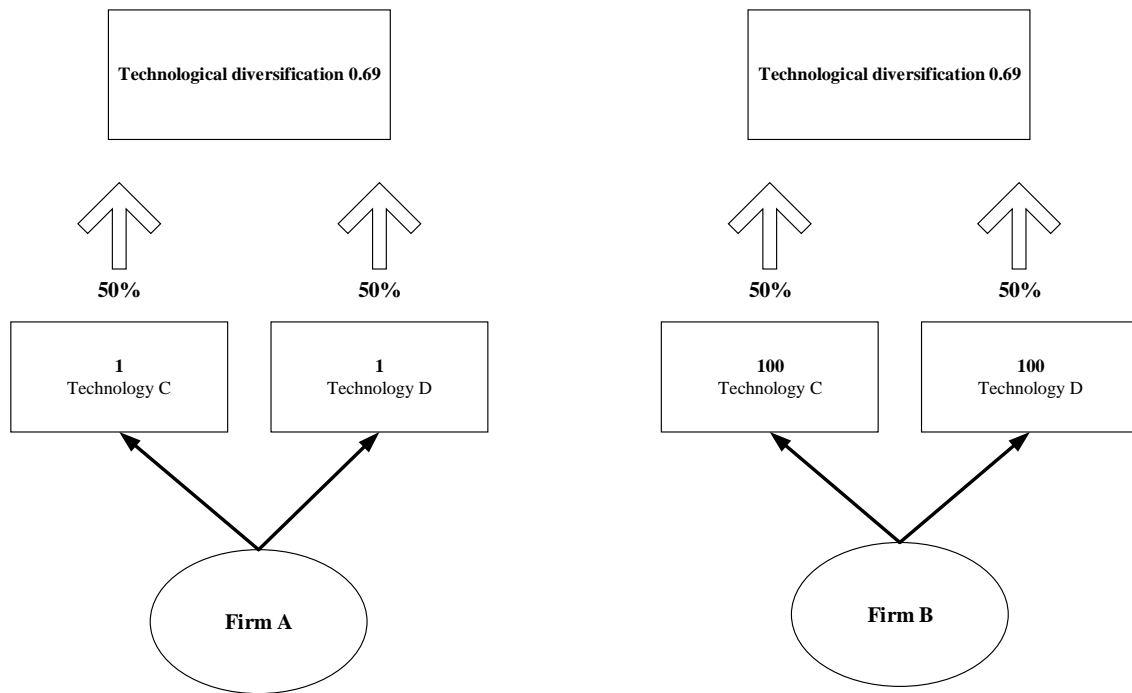 Technological diversification 0.69
Technological diversification 0.69
50%
50%
50%
50%
1
Technology C
1
Technology D
100
Technology C
100
Technology D
Firm A
Firm B